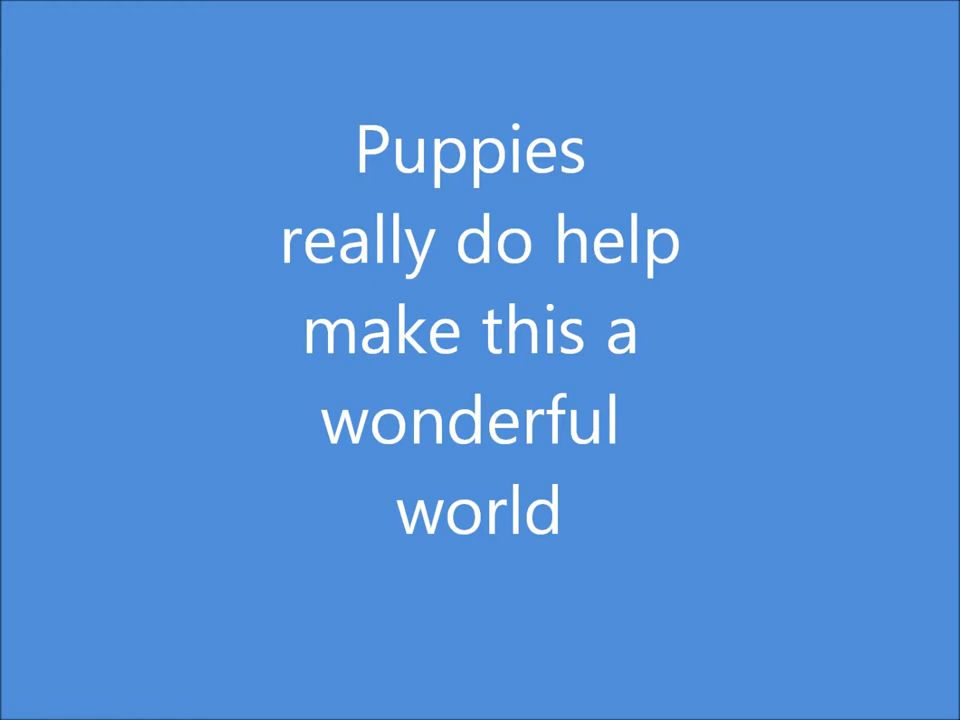 Puppies
really do help
make this a
wonderful
world